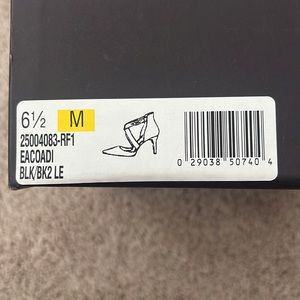 6½ M
25004083-RF1
EACOADI
BLK/BK2 LE
0 29038 50740 4